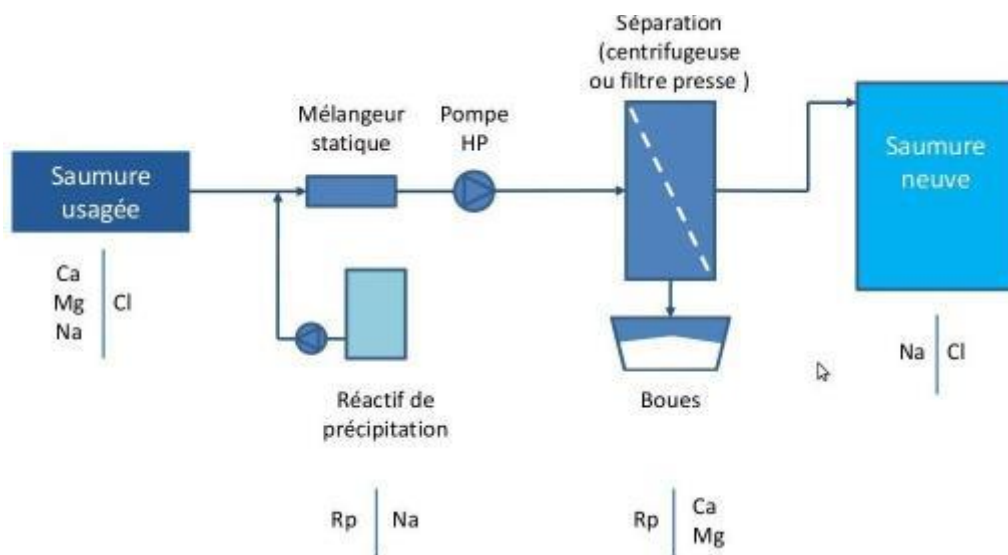 Séparation
(centrifugeuse
ou filtre presse )
Mélangeur
statique
Pompe
HP
Saumure
usagée
Saumure
neuve
Ca
Mg
Na
Cl
Réactif de
précipitation
Boues
Na
Cl
Rp
Na
Rp
Ca
Mg